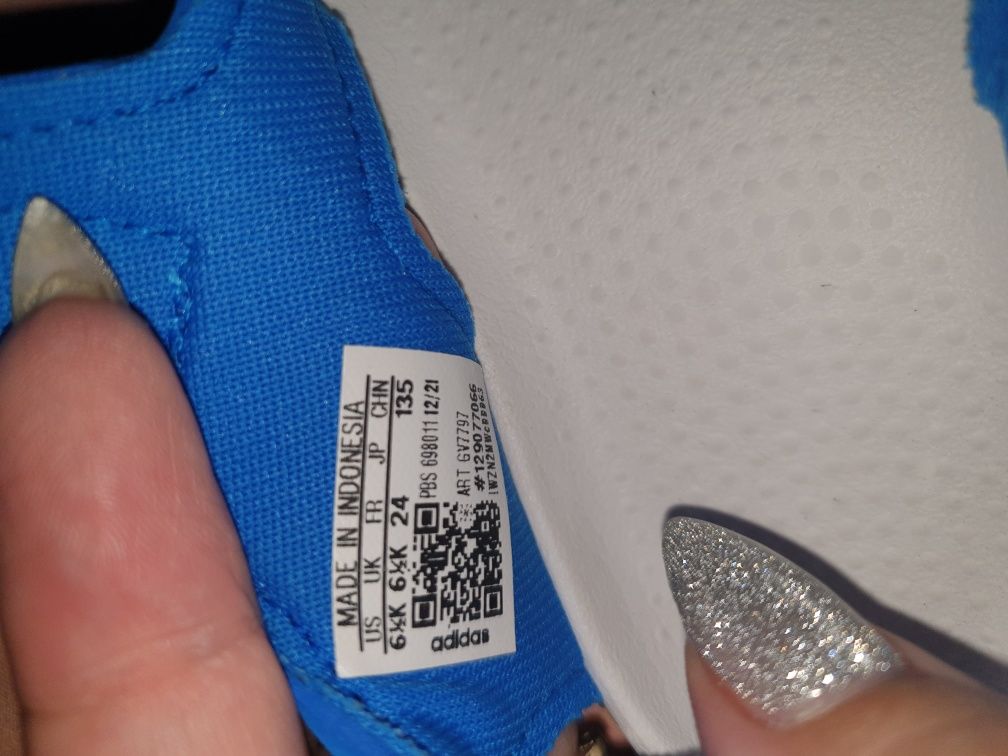 MADE IN INDONESIA
US UK FR JP CHN
6½K 6½K 24 135
PBS 698011 12/21
ART GV7797
#129077066
adidas